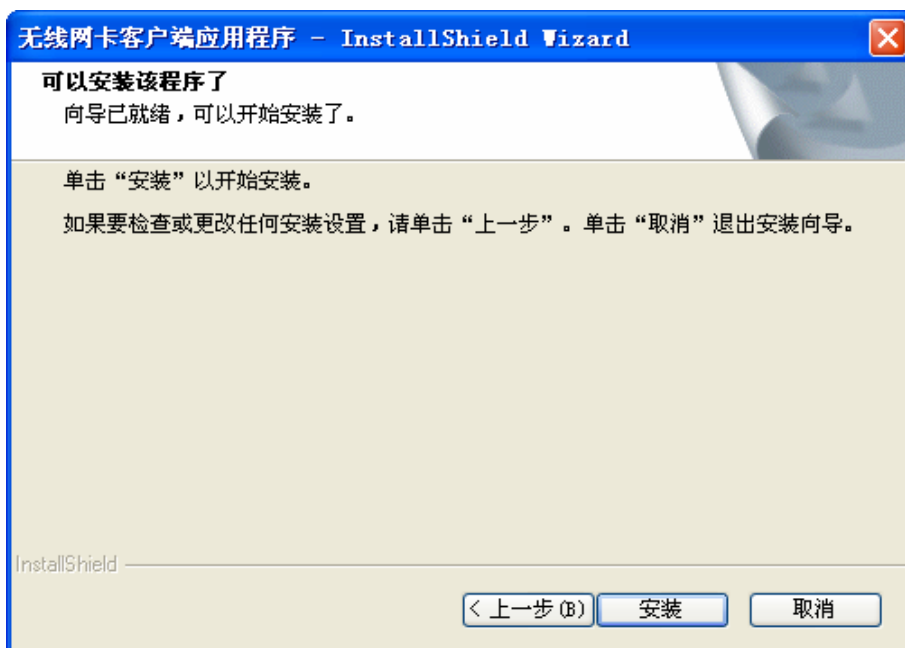 无线网卡客户端应用程序 - InstallShield Wizard
可以安装该程序了
向导已就绪，可以开始安装了。
单击“安装”以开始安装。
如果要检查或更改任何安装设置，请单击“上一步”。单击“取消”退出安装向导。
InstallShield
< 上一步(B) 安装 取消